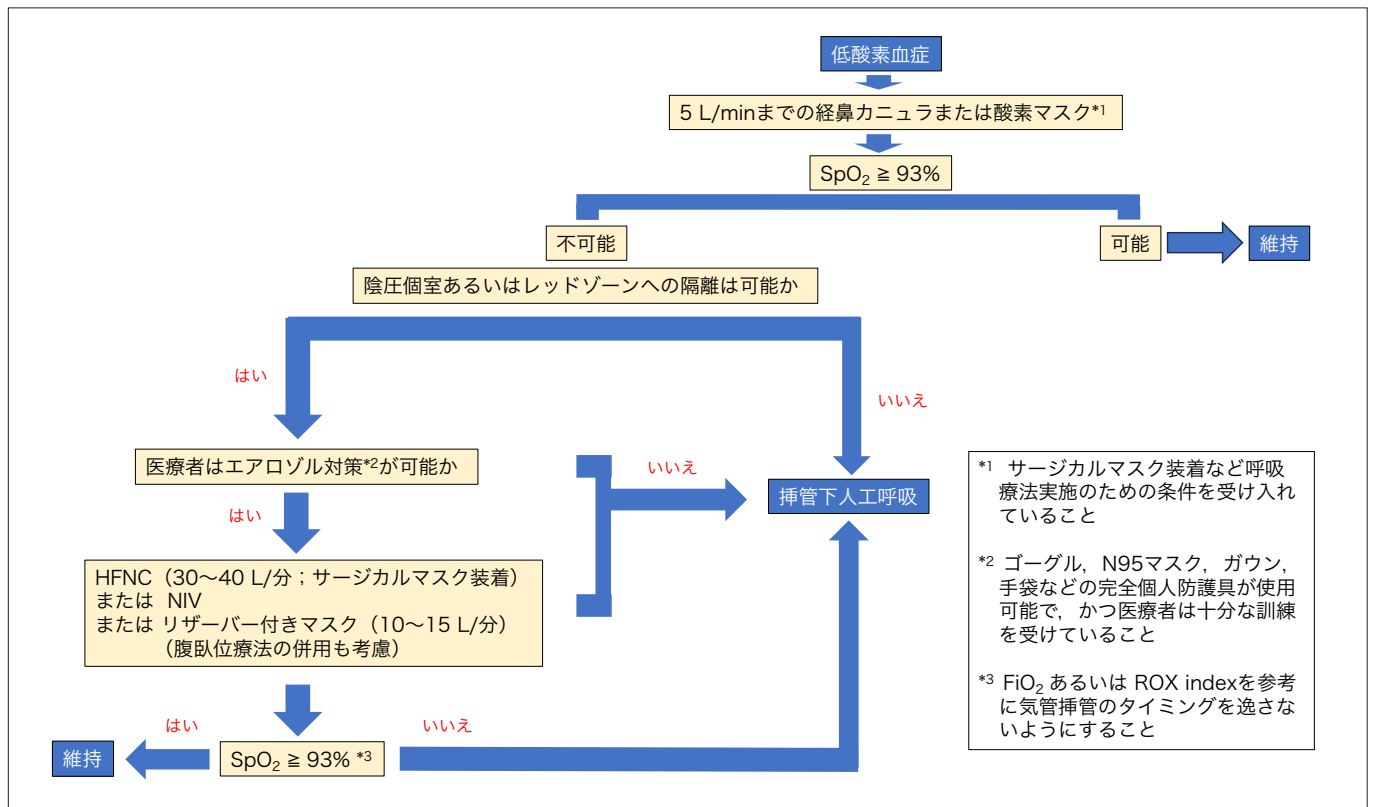 低酸素血症
5 L/minまでの経鼻カニュラまたは酸素マスク*1
SpO₂ ≧ 93%
不可能
可能
維持
陰圧個室あるいはレッドゾーンへの隔離は可能か
はい
いいえ
医療者はエアロゾル対策*2が可能か
いいえ
挿管下人工呼吸
はい
HFNC（30〜40 L/分；サージカルマスク装着）
または NIV
または リザーバー付きマスク（10〜15 L/分）
（腹臥位療法の併用も考慮）
はい
いいえ
維持
SpO₂ ≧ 93% *3
*1 サージカルマスク装着など呼吸
療法実施のための条件を受け入れ
ていること
*2 ゴーグル，N95マスク，ガウン，
手袋などの完全個人防護具が使用
可能で，かつ医療者は十分な訓練
を受けていること
*3 FiO₂ あるいは ROX indexを参考
に気管挿管のタイミングを逸さな
いようにすること